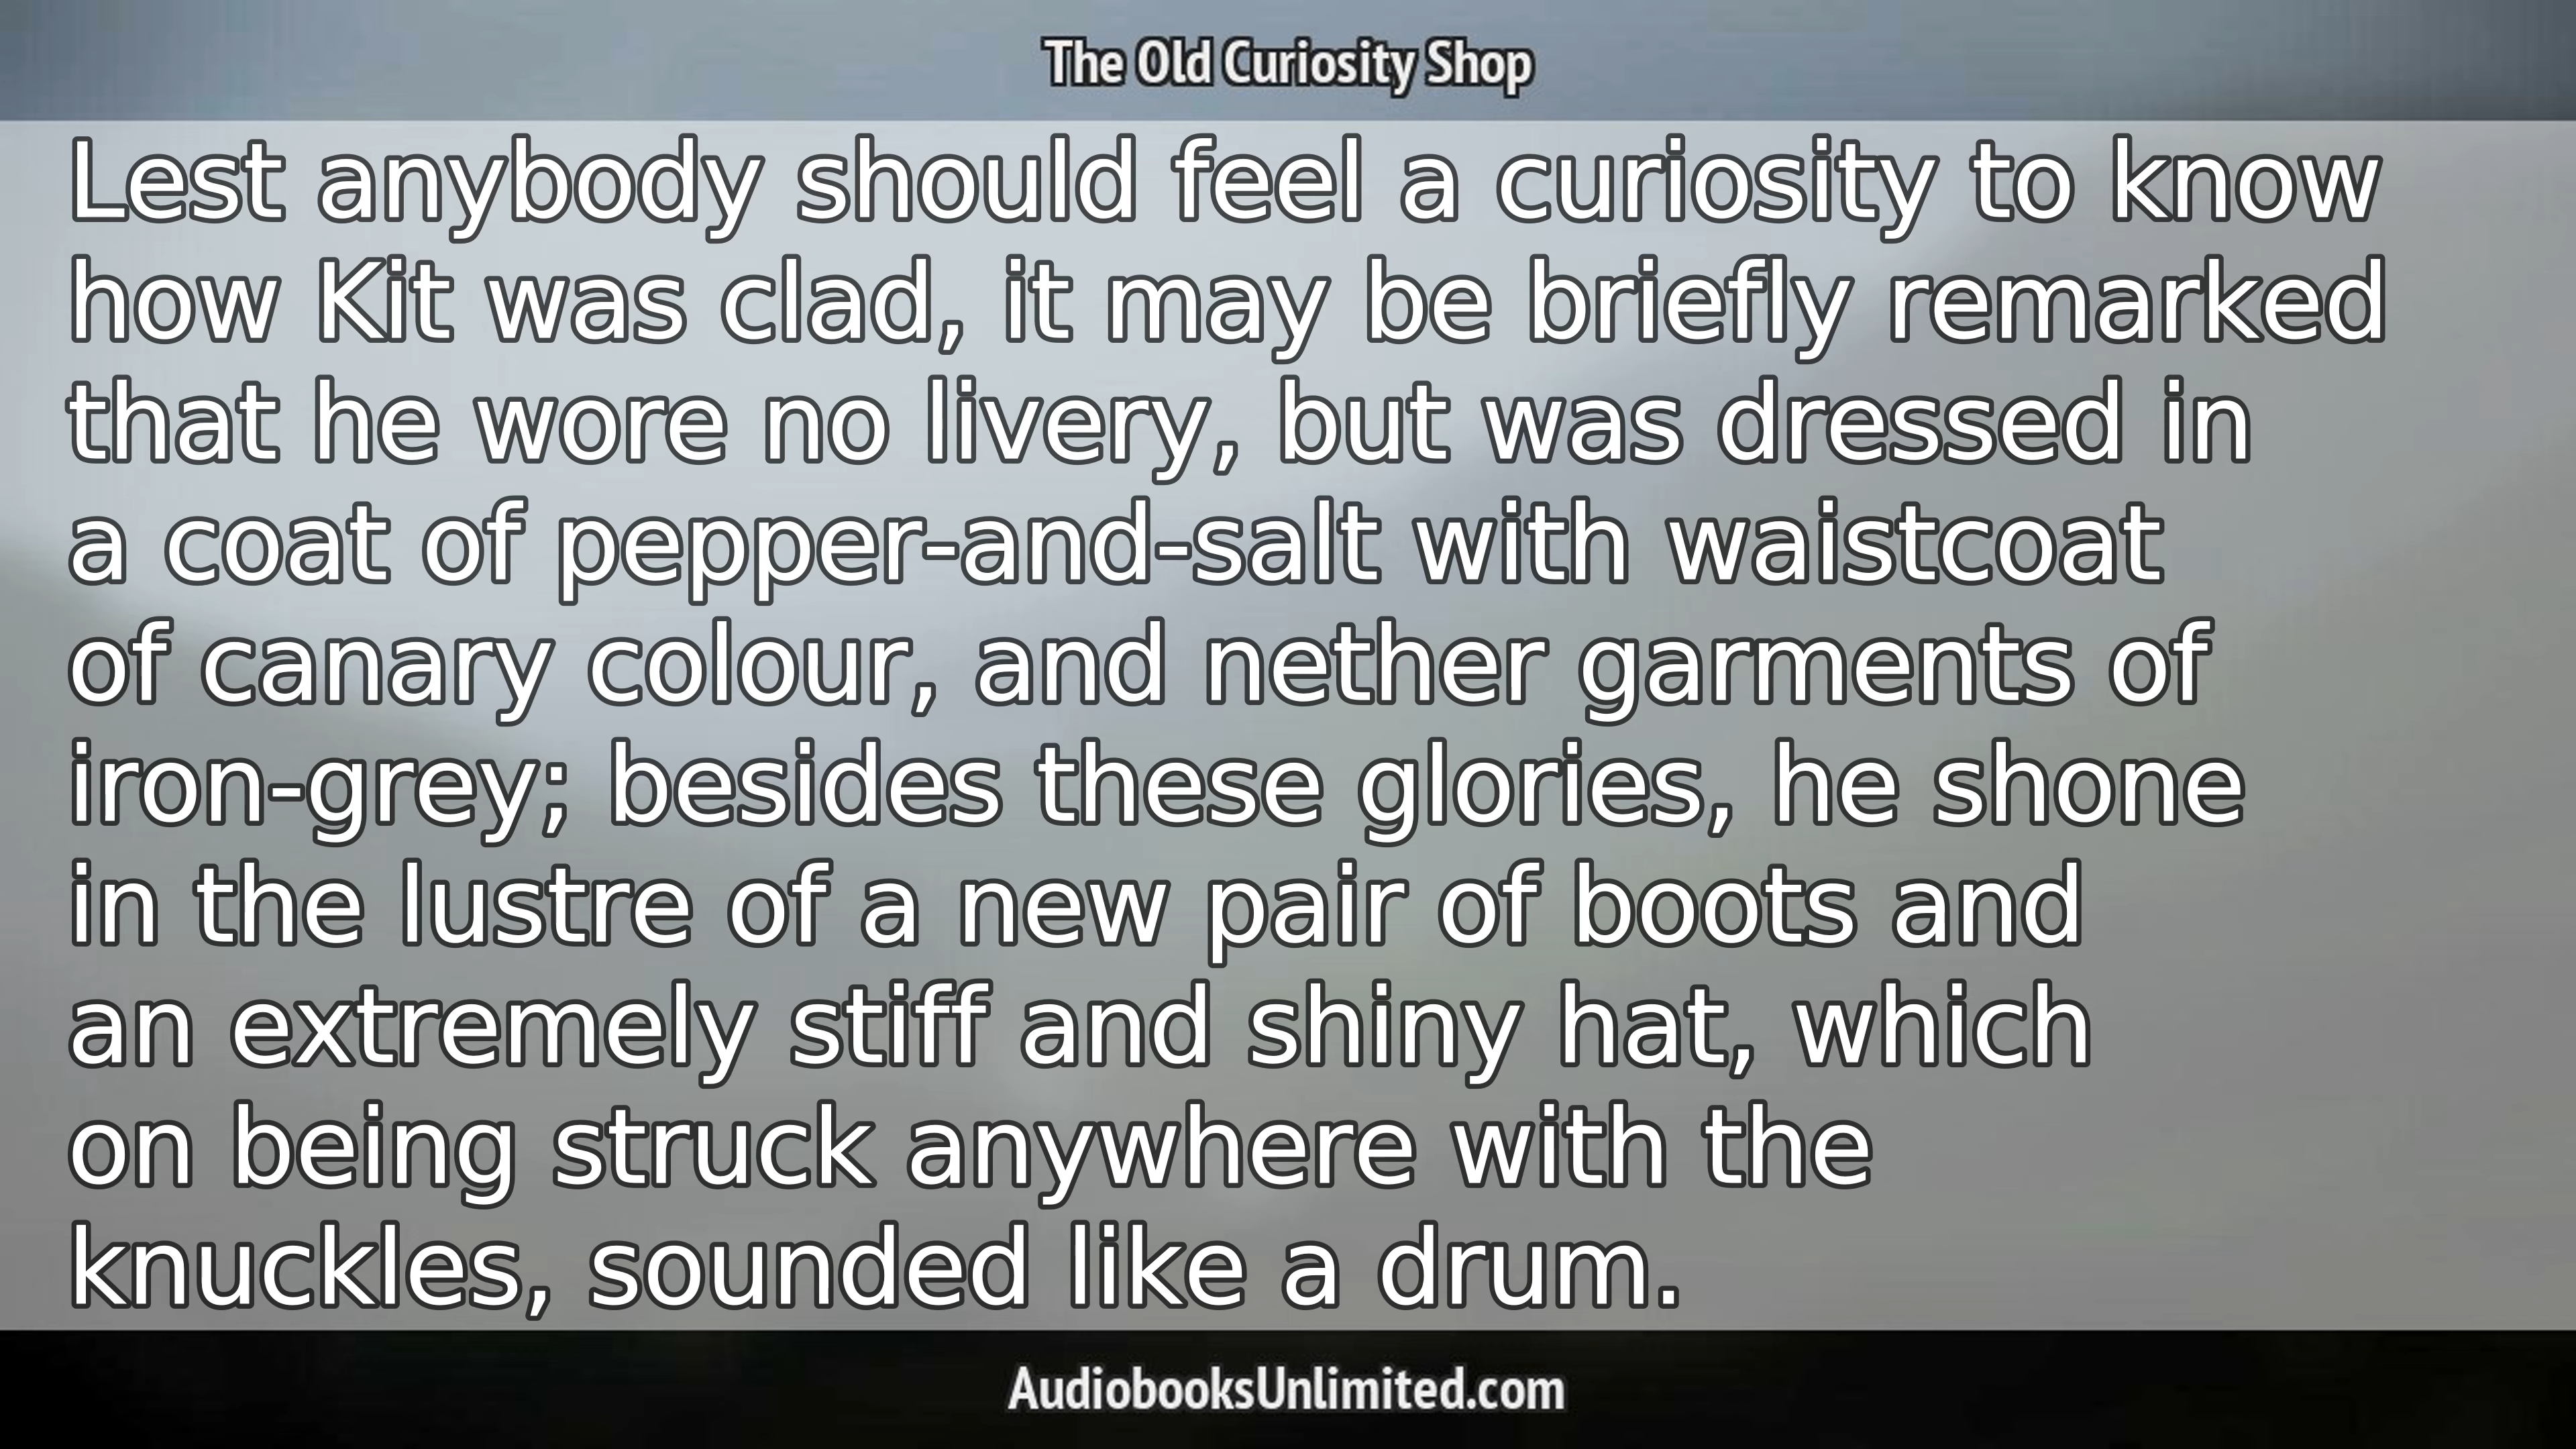 The Old Curiosity Shop
Lest anybody should feel a curiosity to know
how Kit was clad, it may be briefly remarked
that he wore no livery, but was dressed in
a coat of pepper-and-salt with waistcoat
of canary colour, and nether garments of
iron-grey; besides these glories, he shone
in the lustre of a new pair of boots and
an extremely stiff and shiny hat, which
on being struck anywhere with the
knuckles, sounded like a drum.
AudiobooksUnlimited.com